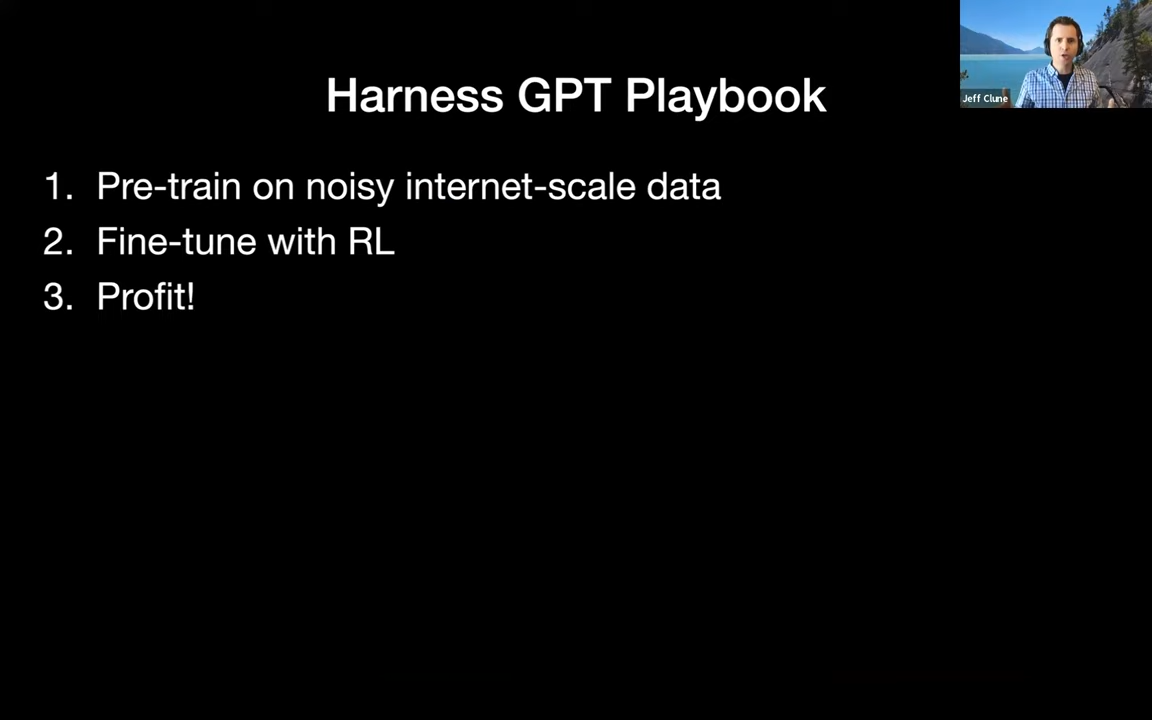 Harness GPT Playbook
Jeff Clune
1. Pre-train on noisy internet-scale data
2. Fine-tune with RL
3. Profit!